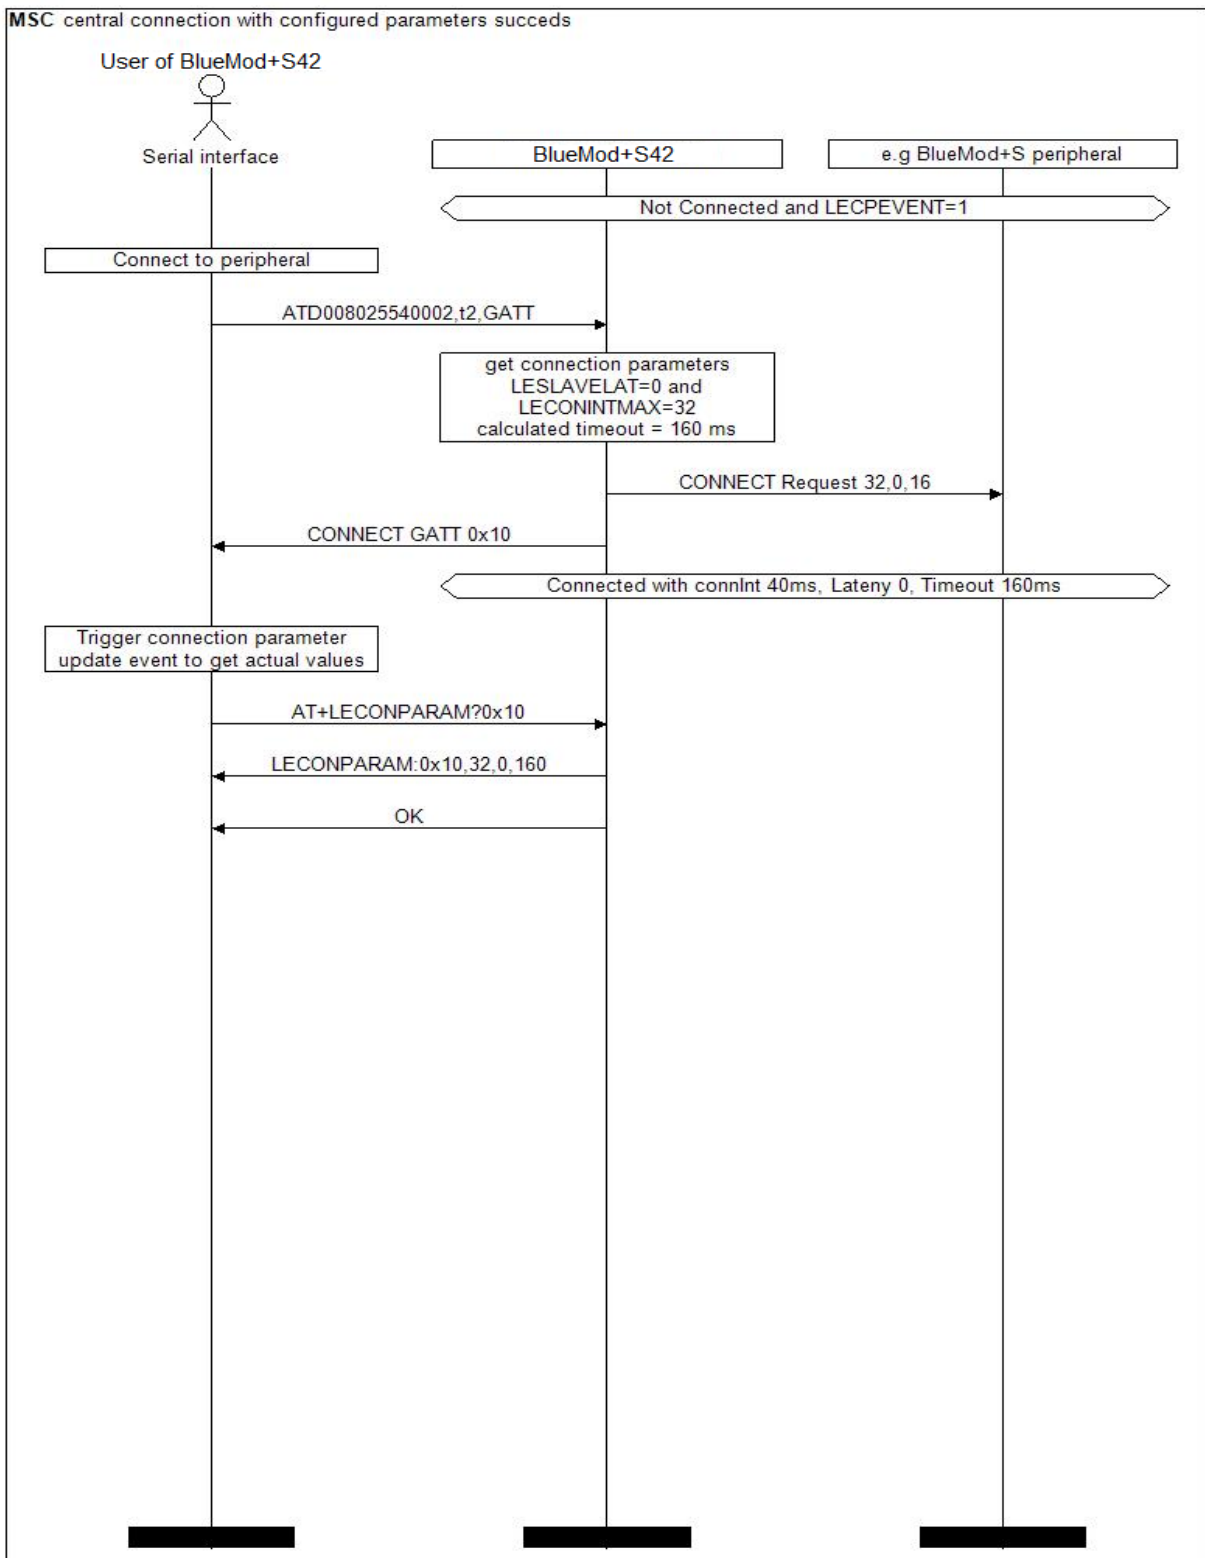 MSC central connection with configured parameters succeds
User of BlueMod+S42
Serial interface
BlueMod+S42
e.g BlueMod+S peripheral
Not Connected and LECPEVENT=1
Connect to peripheral
ATD008025540002,t2,GATT
get connection parameters
LESLAVELAT=0 and
LECONINTMAX=32
calculated timeout = 160 ms
CONNECT Request 32,0,16
CONNECT GATT 0x10
Connected with connInt 40ms, Lateny 0, Timeout 160ms
Trigger connection parameter
update event to get actual values
AT+LECONPARAM?0x10
LECONPARAM:0x10,32,0,160
OK